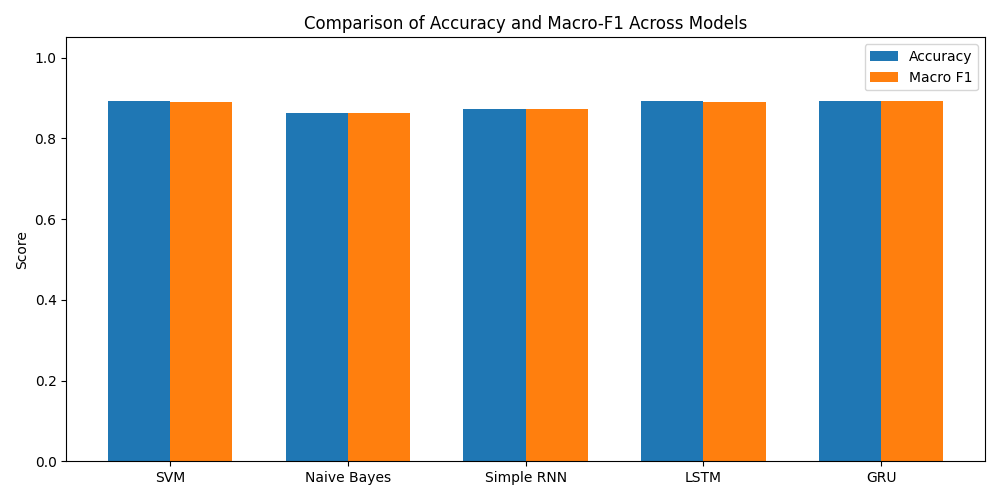 Comparison of Accuracy and Macro-F1 Across Models
1.0
0.8
0.6
0.4
0.2
0.0
Score
Accuracy
Macro F1
SVM Naive Bayes Simple RNN LSTM GRU